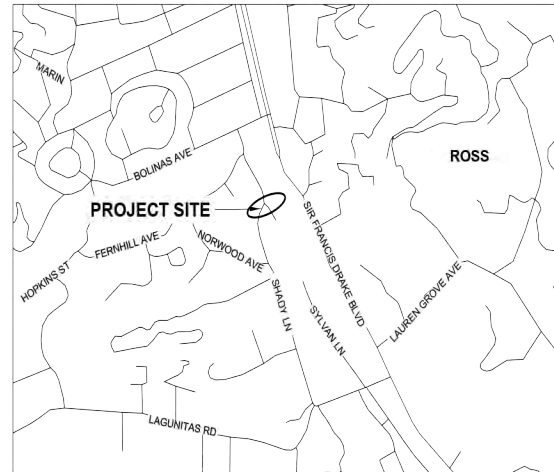 MARIN
BOLINAS AVE
ROSS
PROJECT SITE
SIR FRANCIS DRAKE BLVD
FERNHILL AVE
NORWOOD AVE
HOPKINS ST
SHADY LN
SYLVAN LN
LAUREN GROVE AVE
LAGUNITAS RD